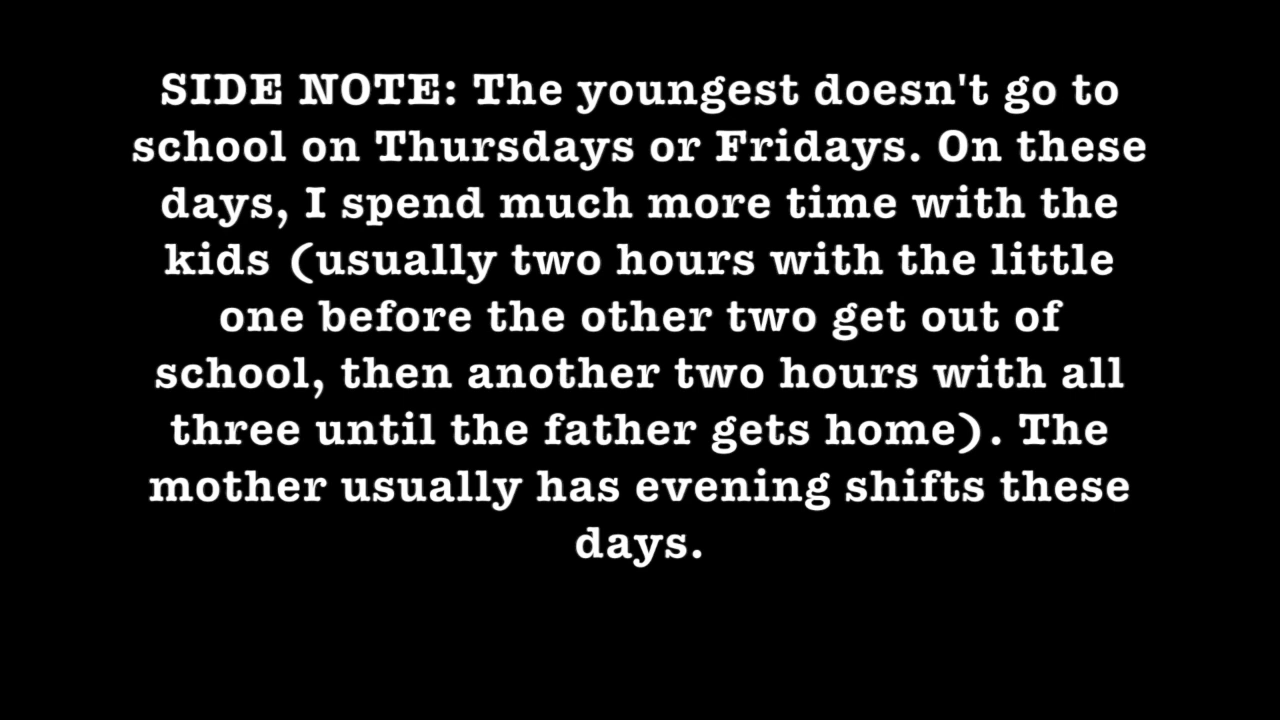 SIDE NOTE: The youngest doesn't go to
school on Thursdays or Fridays. On these
days, I spend much more time with the
kids (usually two hours with the little
one before the other two get out of
school, then another two hours with all
three until the father gets home). The
mother usually has evening shifts these
days.